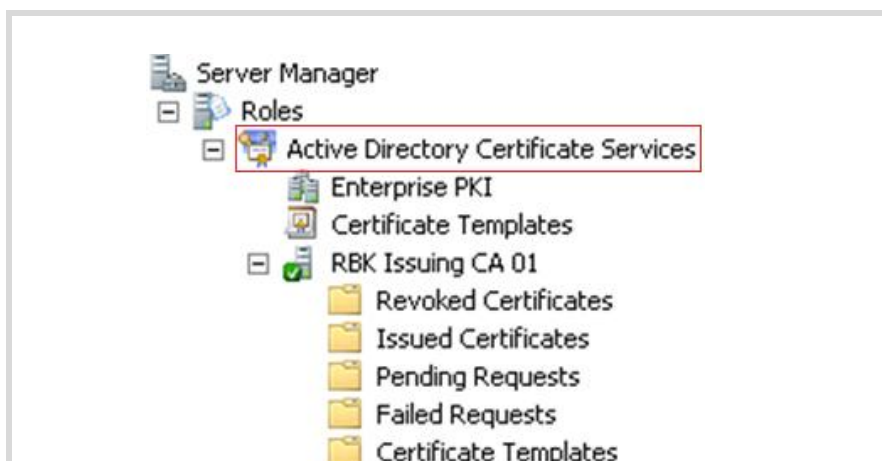 Server Manager
Roles
Active Directory Certificate Services
Enterprise PKI
Certificate Templates
RBK Issuing CA 01
Revoked Certificates
Issued Certificates
Pending Requests
Failed Requests
Certificate Templates